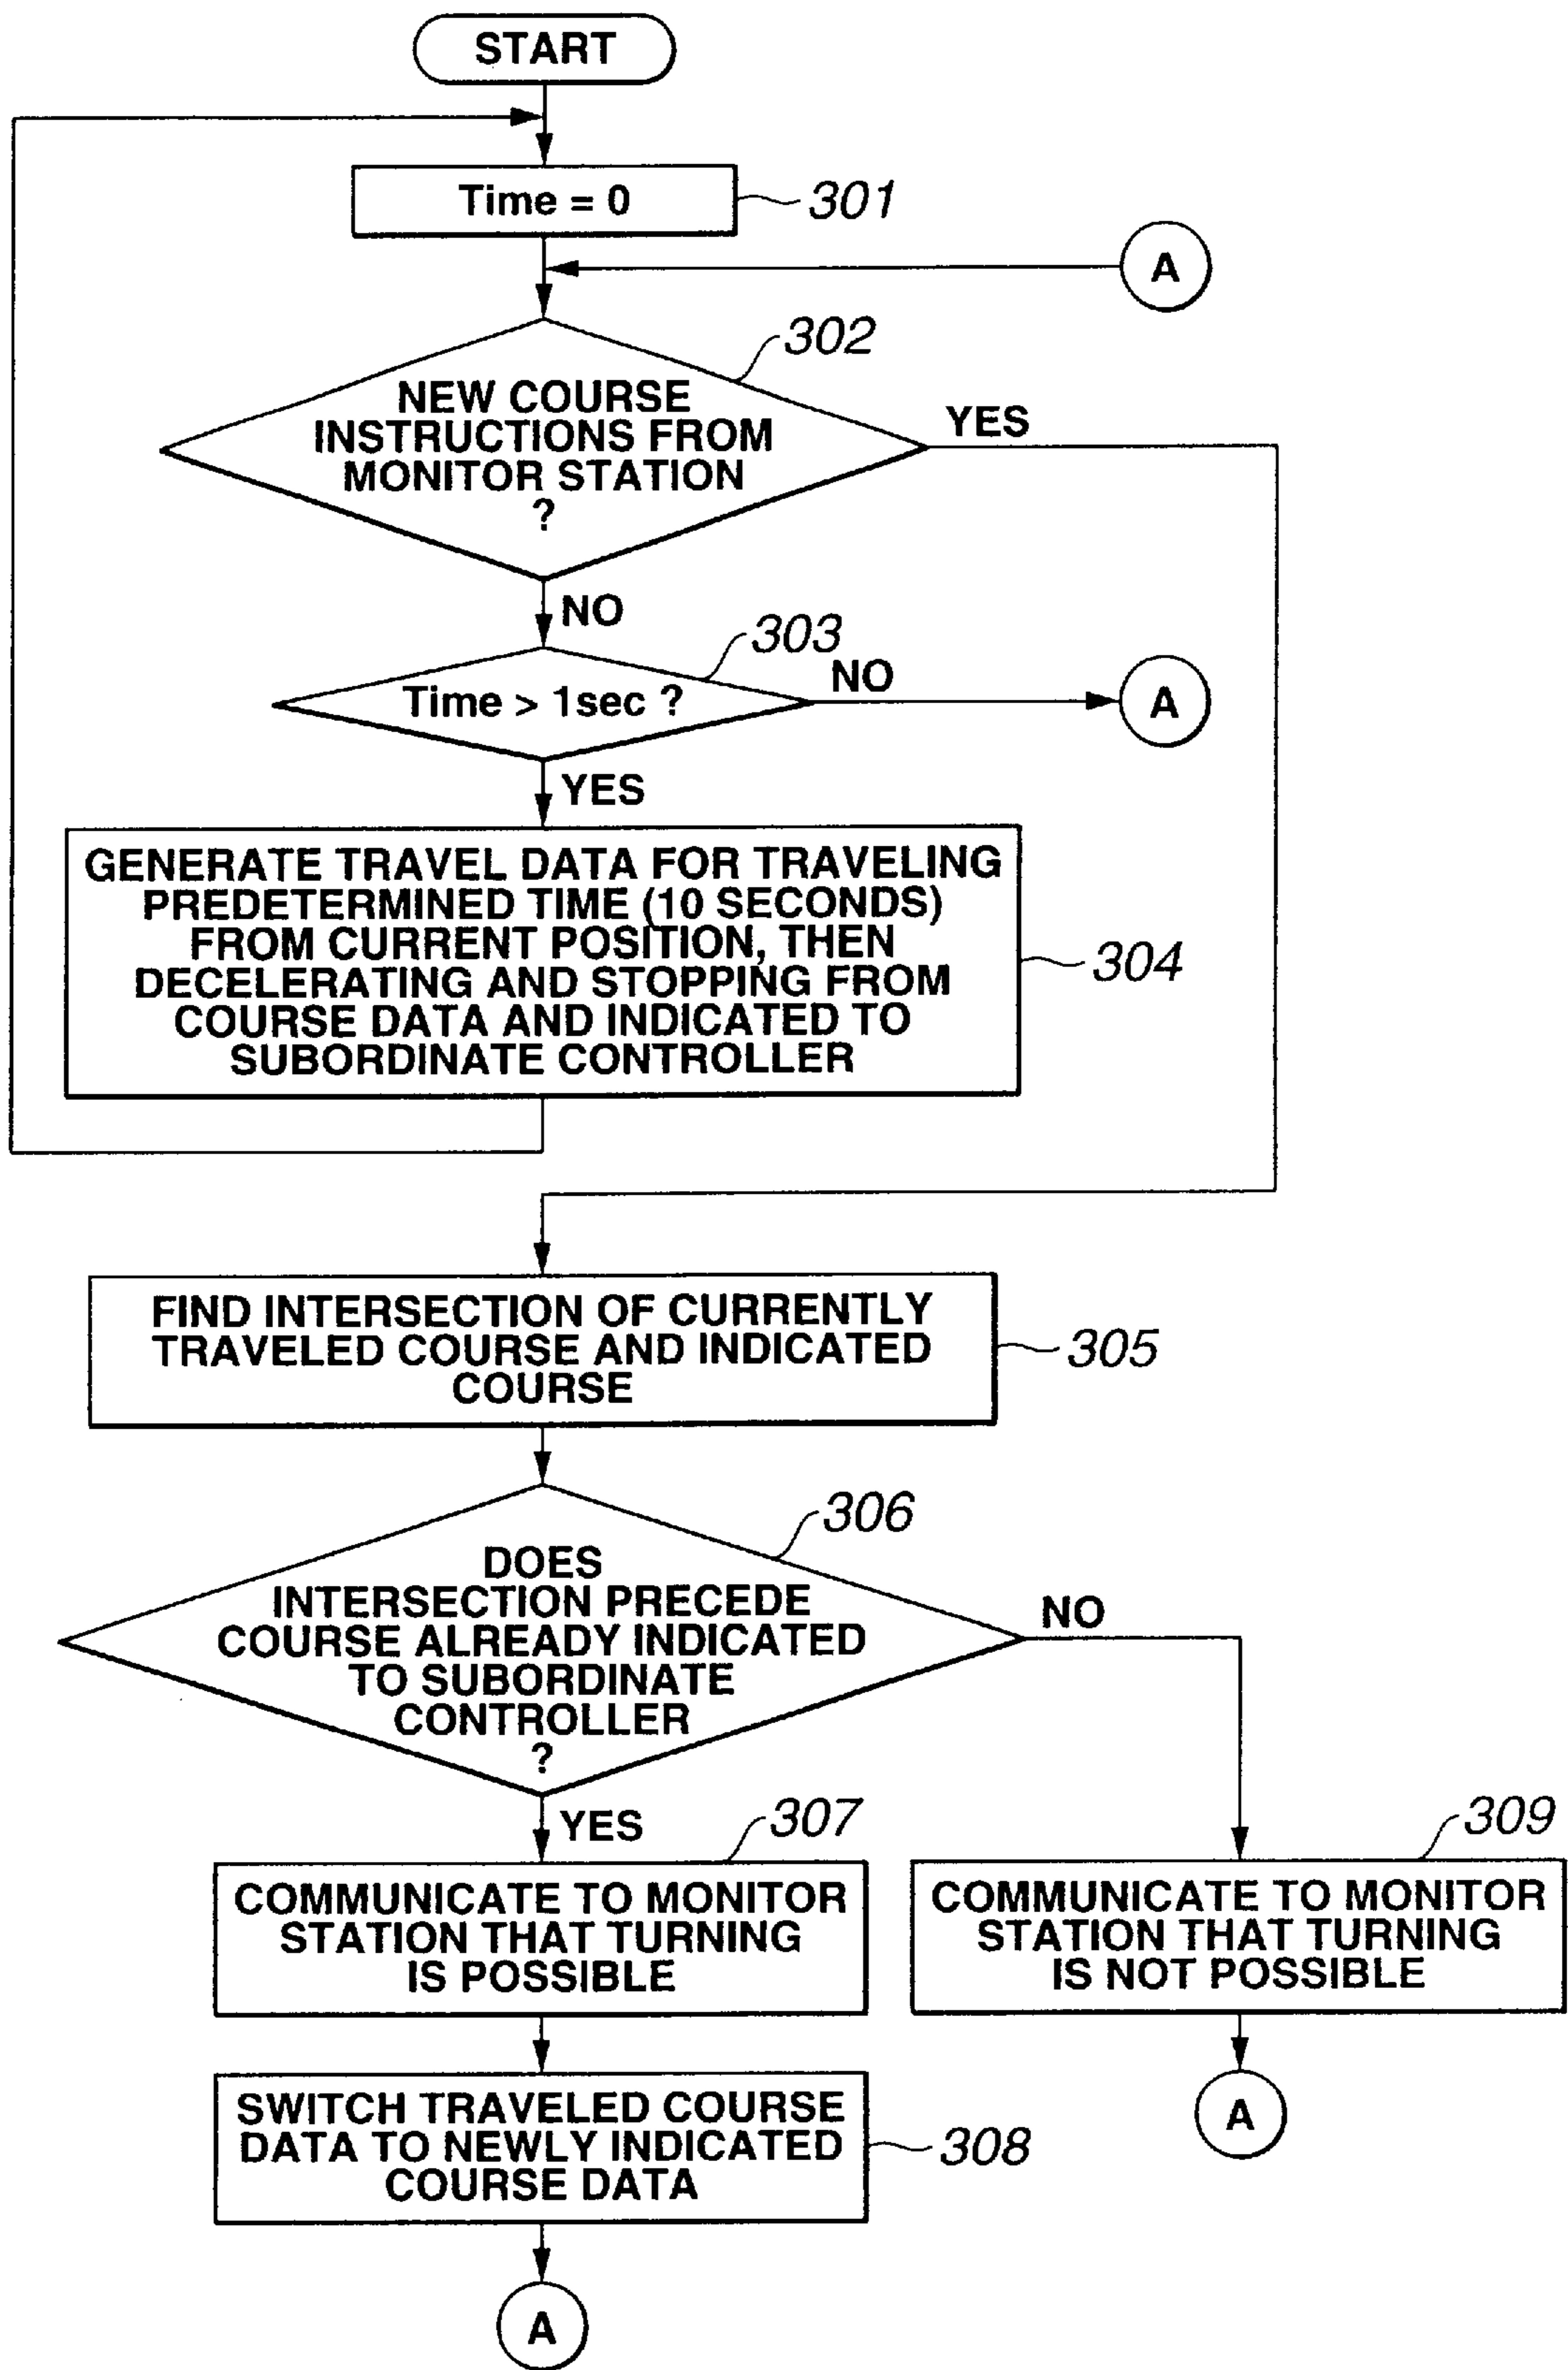 START
Time = 0
301
A
302
NEW COURSE
INSTRUCTIONS FROM
MONITOR STATION
?
YES
NO
303
Time > 1sec ?
NO
A
YES
GENERATE TRAVEL DATA FOR TRAVELING
PREDETERMINED TIME (10 SECONDS)
FROM CURRENT POSITION, THEN
DECELERATING AND STOPPING FROM
COURSE DATA AND INDICATED TO
SUBORDINATE CONTROLLER
304
FIND INTERSECTION OF CURRENTLY
TRAVELED COURSE AND INDICATED
COURSE
305
306
DOES
INTERSECTION PRECEDE
COURSE ALREADY INDICATED
TO SUBORDINATE
CONTROLLER
?
NO
YES
307
COMMUNICATE TO MONITOR
STATION THAT TURNING
IS POSSIBLE
309
COMMUNICATE TO MONITOR
STATION THAT TURNING
IS NOT POSSIBLE
SWITCH TRAVELED COURSE
DATA TO NEWLY INDICATED
COURSE DATA
308
A
A